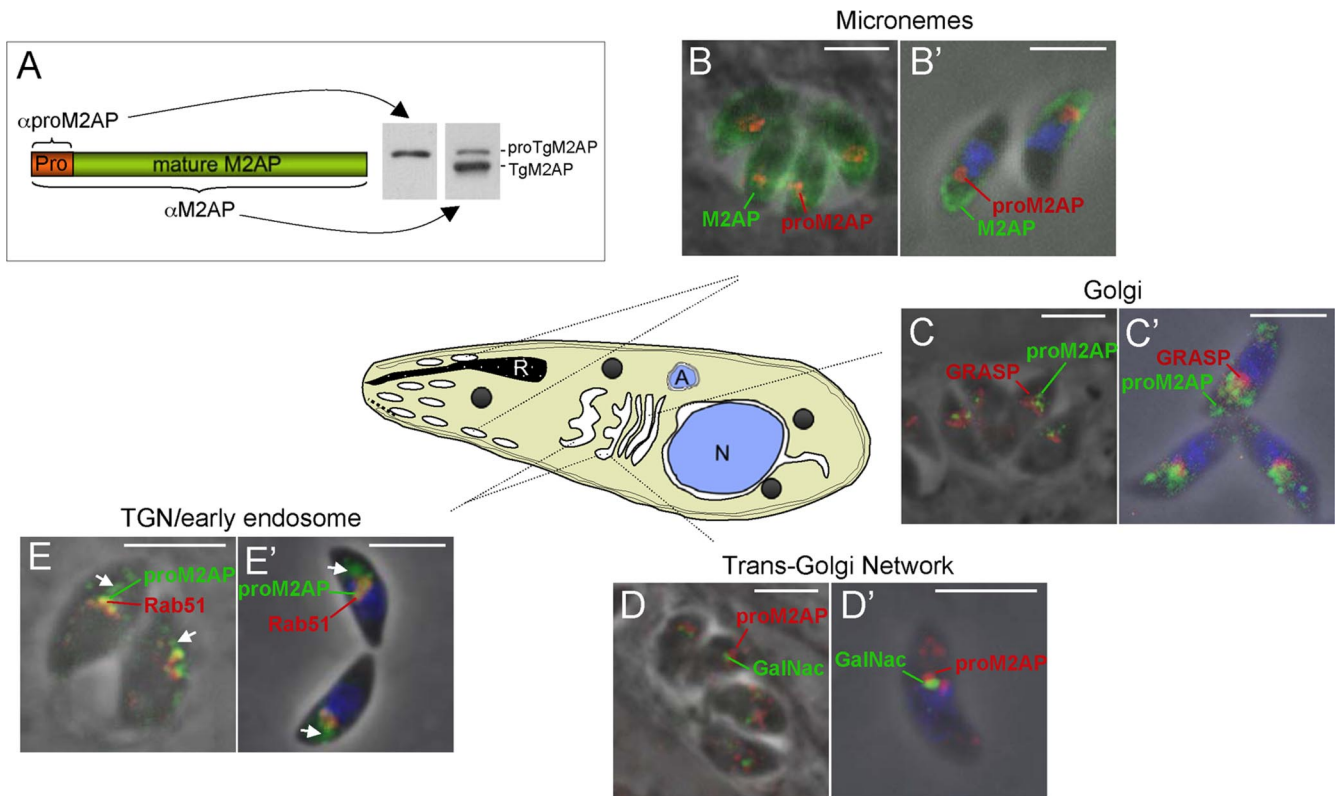 Micronemes
A
αproM2AP
Pro
mature M2AP
αM2AP
proTgM2AP
TgM2AP
B
M2AP
proM2AP
B'
proM2AP
M2AP
Golgi
C
proM2AP
GRASP
C'
GRASP
proM2AP
R
A
N
TGN/early endosome
E
proM2AP
Rab51
E'
proM2AP
Rab51
Trans-Golgi Network
D
proM2AP
GalNac
D'
GalNac
proM2AP